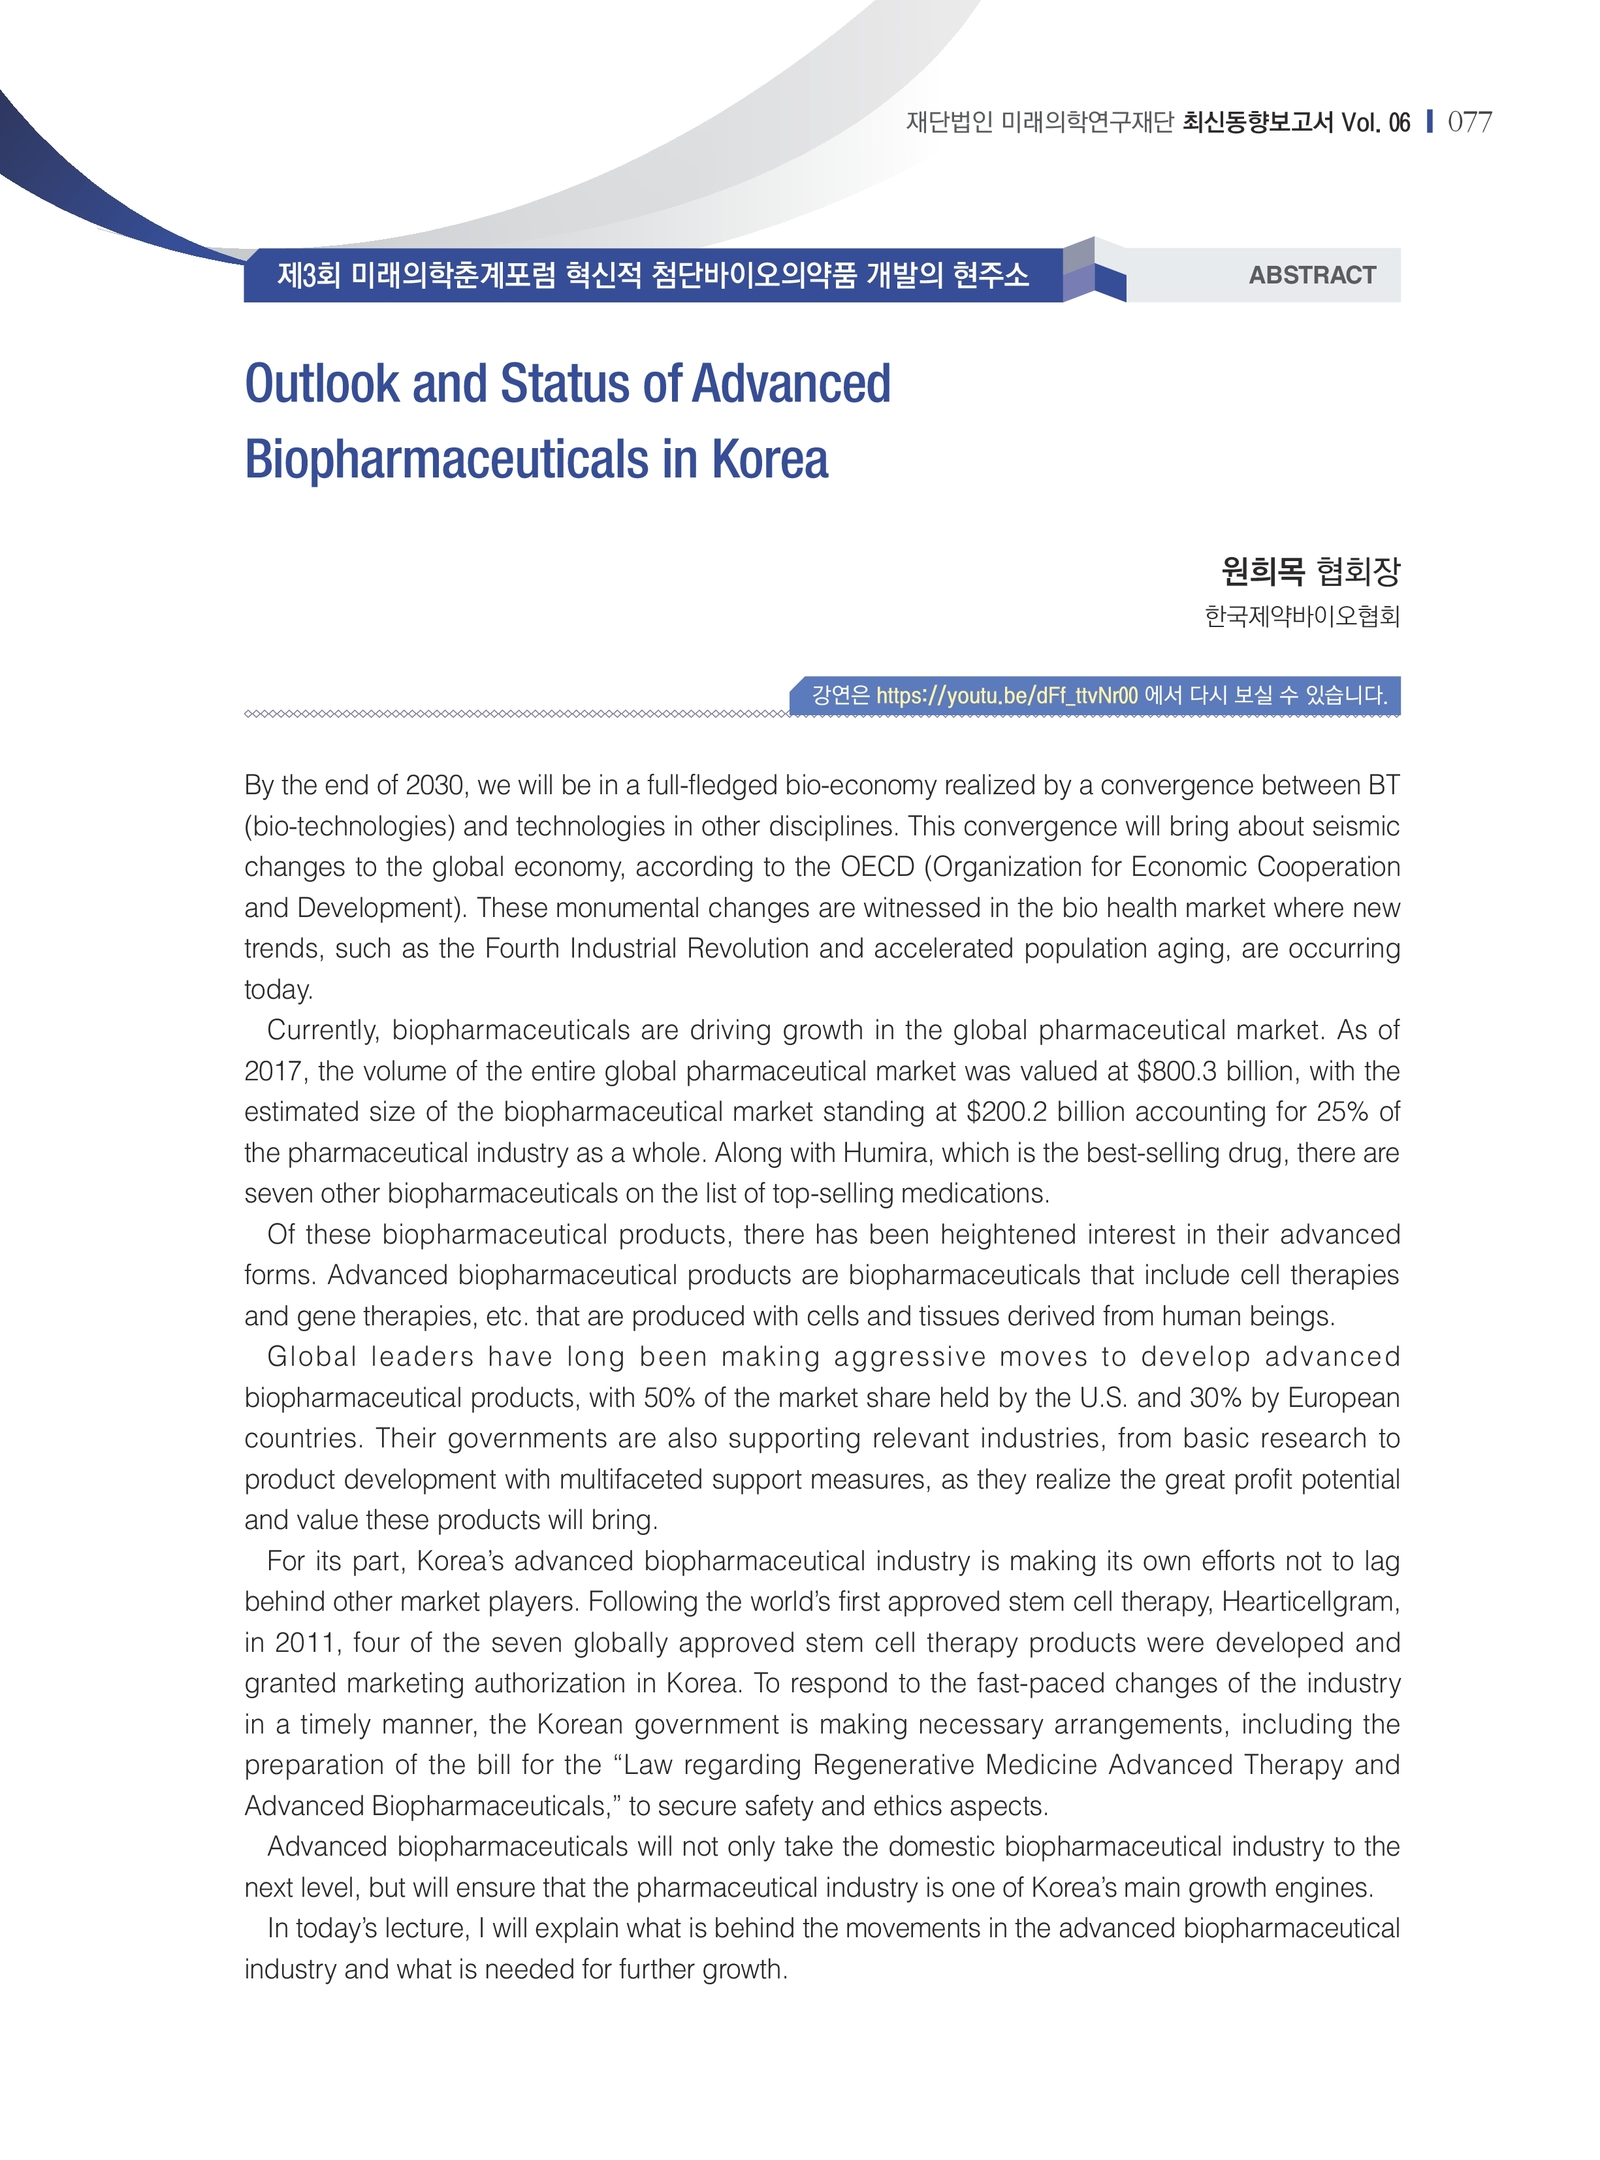 재단법인 미래의학연구재단 최신동향보고서 Vol. 06 077
제3회 미래의학춘계포럼 혁신적 첨단바이오의약품 개발의 현주소 ABSTRACT
Outlook and Status of Advanced
Biopharmaceuticals in Korea
원희목 협회장
한국제약바이오협회
강연은 https://youtu.be/dFf_ttvNr00 에서 다시 보실 수 있습니다.
By the end of 2030, we will be in a full-fledged bio-economy realized by a convergence between BT
(bio-technologies) and technologies in other disciplines. This convergence will bring about seismic
changes to the global economy, according to the OECD (Organization for Economic Cooperation
and Development). These monumental changes are witnessed in the bio health market where new
trends, such as the Fourth Industrial Revolution and accelerated population aging, are occurring
today.
Currently, biopharmaceuticals are driving growth in the global pharmaceutical market. As of
2017, the volume of the entire global pharmaceutical market was valued at $800.3 billion, with the
estimated size of the biopharmaceutical market standing at $200.2 billion accounting for 25% of
the pharmaceutical industry as a whole. Along with Humira, which is the best-selling drug, there are
seven other biopharmaceuticals on the list of top-selling medications.
Of these biopharmaceutical products, there has been heightened interest in their advanced
forms. Advanced biopharmaceutical products are biopharmaceuticals that include cell therapies
and gene therapies, etc. that are produced with cells and tissues derived from human beings.
Global leaders have long been making aggressive moves to develop advanced
biopharmaceutical products, with 50% of the market share held by the U.S. and 30% by European
countries. Their governments are also supporting relevant industries, from basic research to
product development with multifaceted support measures, as they realize the great profit potential
and value these products will bring.
For its part, Korea’s advanced biopharmaceutical industry is making its own efforts not to lag
behind other market players. Following the world’s first approved stem cell therapy, Hearticellgram,
in 2011, four of the seven globally approved stem cell therapy products were developed and
granted marketing authorization in Korea. To respond to the fast-paced changes of the industry
in a timely manner, the Korean government is making necessary arrangements, including the
preparation of the bill for the “Law regarding Regenerative Medicine Advanced Therapy and
Advanced Biopharmaceuticals,” to secure safety and ethics aspects.
Advanced biopharmaceuticals will not only take the domestic biopharmaceutical industry to the
next level, but will ensure that the pharmaceutical industry is one of Korea’s main growth engines.
In today’s lecture, I will explain what is behind the movements in the advanced biopharmaceutical
industry and what is needed for further growth.